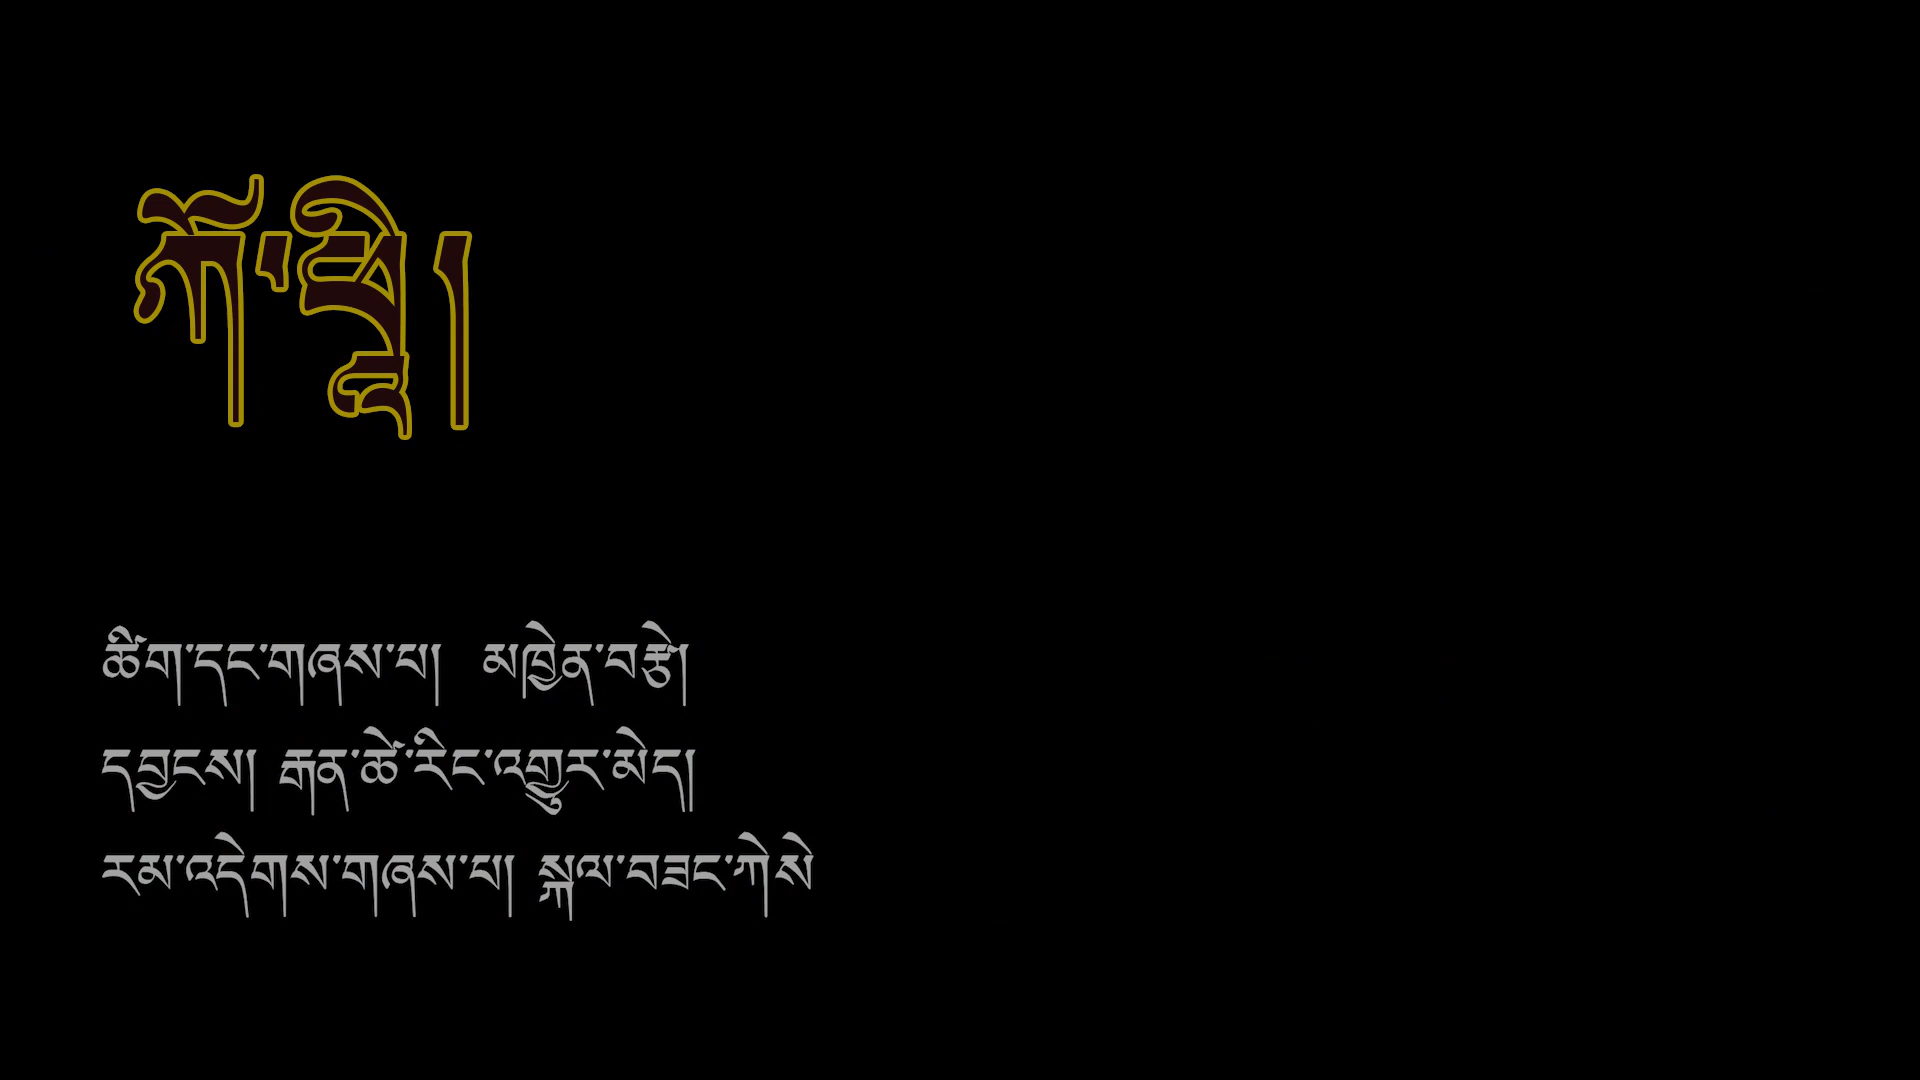 ཀོ་ །
ཚིག་དང་གཞས་པ། མཁྱེན་བརྩེ།
དབྱངས། རྒན་ཚེ་རིང་འགྱུར་མེད།
རམ་འདེགས་གཞས་པ། སྐལ་བཟང་ཀེསེ